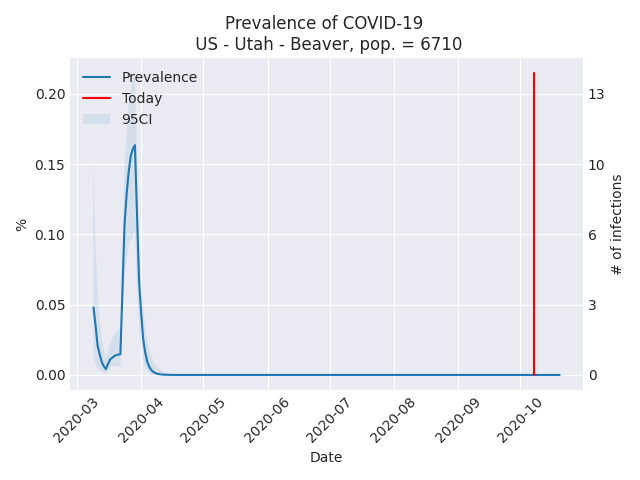 Prevalence of COVID-19
US - Utah - Beaver, pop. = 6710
Prevalence
Today
95CI
0.20
0.15
0.10
0.05
0.00
%
13
10
6
3
0
# of infections
2020-03
2020-04
2020-05
2020-06
2020-07
2020-08
2020-09
2020-10
Date